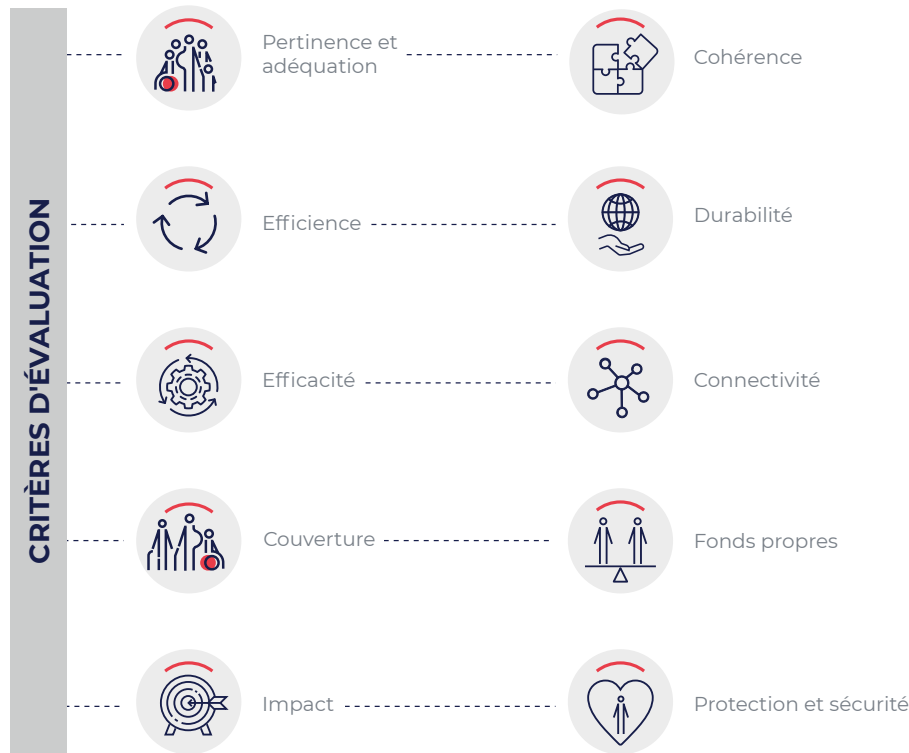 CRITÈRES D'ÉVALUATION
Pertinence et
adéquation
Cohérence
Efficience
Durabilité
Efficacité
Connectivité
Couverture
Fonds propres
Impact
Protection et sécurité